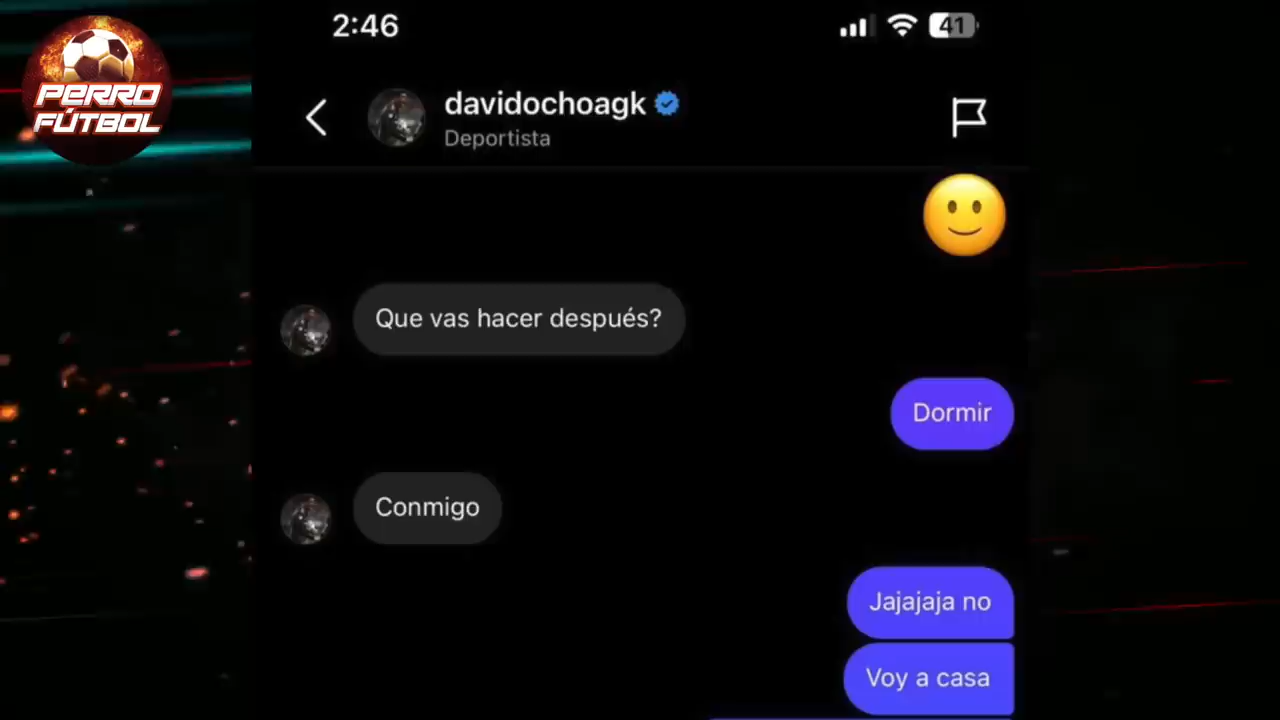 PERRO
FÚTBOL
2:46
41
davidochoagk
Deportista
Que vas hacer después?
Dormir
Conmigo
Jajajaja no
Voy a casa